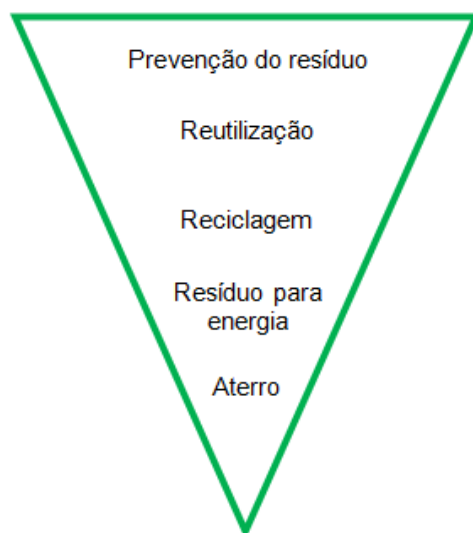 Prevenção do resíduo
Reutilização
Reciclagem
Resíduo para
energia
Aterro